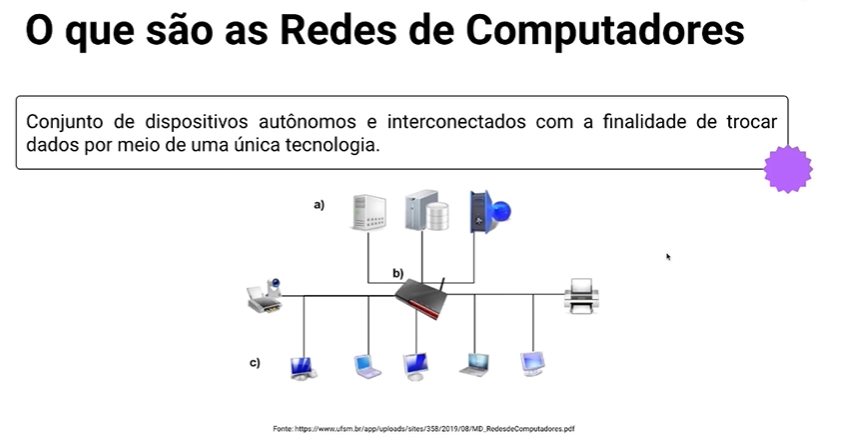 O que são as Redes de Computadores
Conjunto de dispositivos autônomos e interconectados com a finalidade de trocar
dados por meio de uma única tecnologia.
a)
b)
c)
Fonte: https://www.ufsm.br/app/uploads/sites/358/2019/08/MD_RedesdeComputadores.pdf